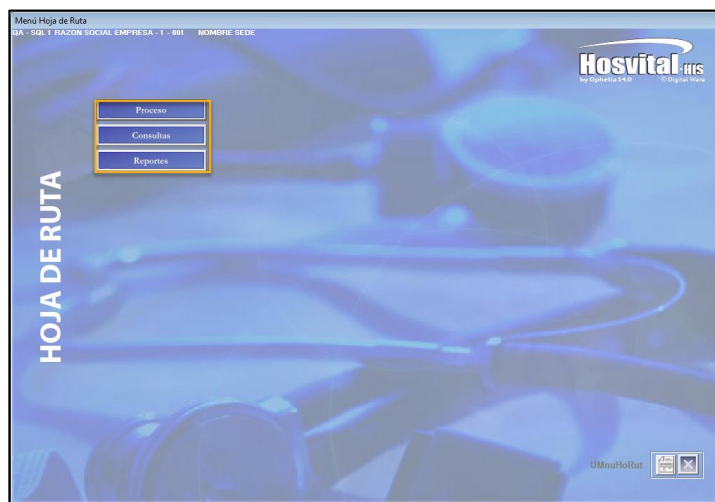 Menú Hoja de Ruta
QA - SQL 1 RAZON SOCIAL EMPRESA - 1 - 001 NOMBRE SEDE
Hosvital-HIS
by Ophelia 14.0 © Digital Ware
Proceso
Consultas
Reportes
HOJA DE RUTA
UMnuHoRut